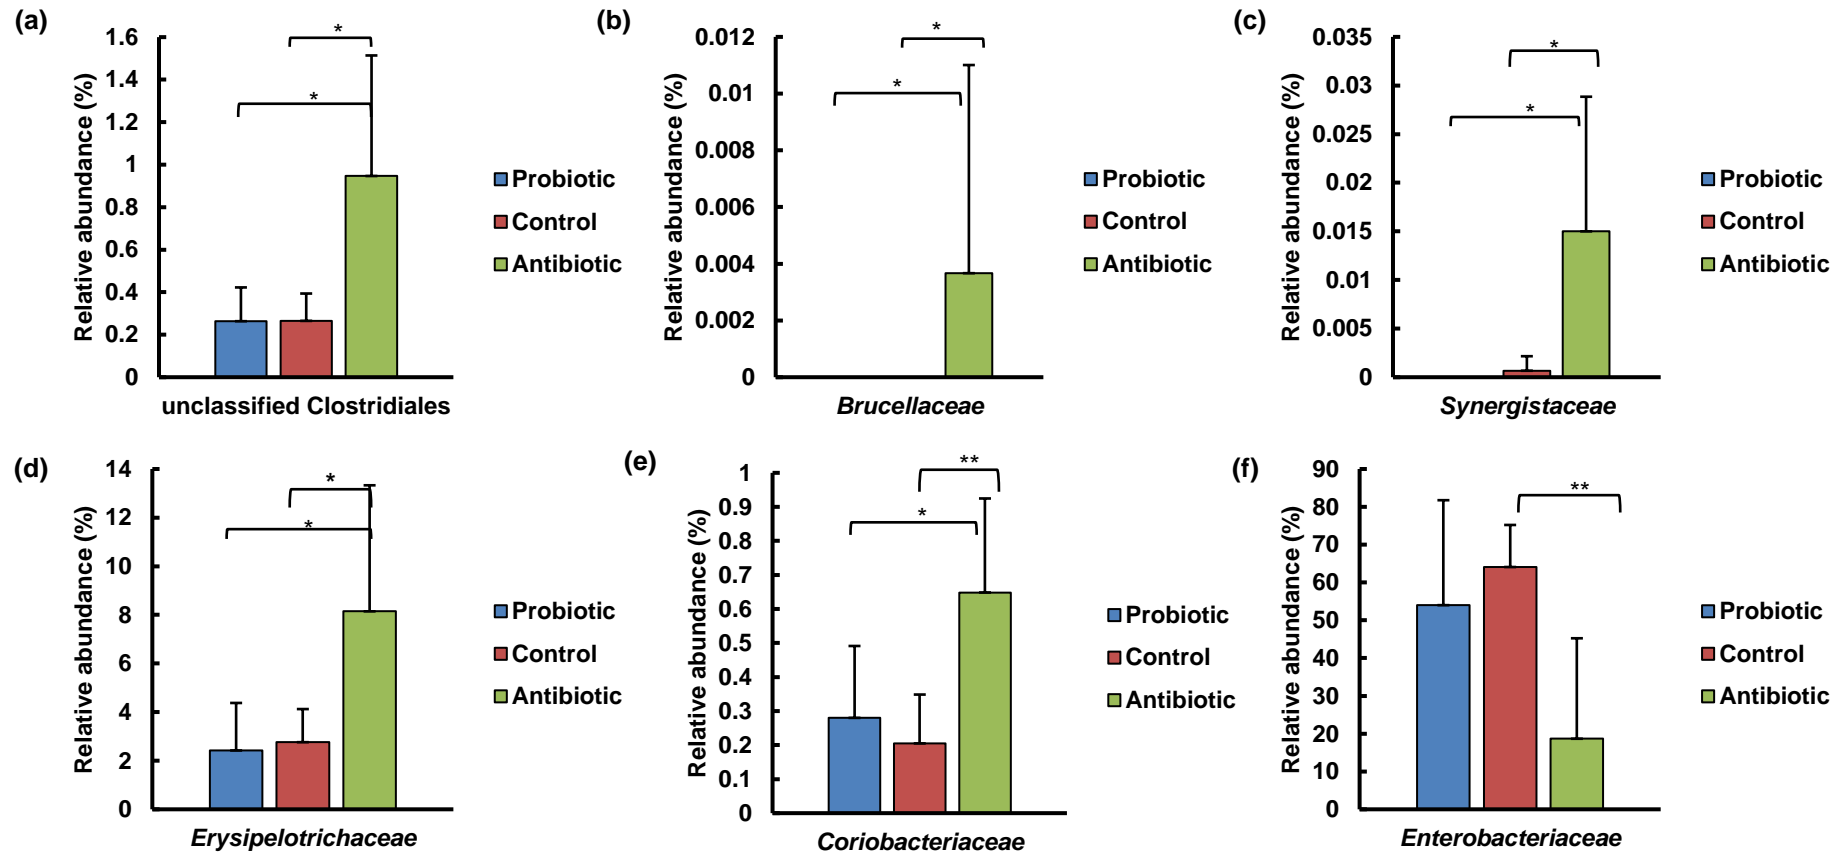 (a)
Relative abundance (%)
1.6
1.4
1.2
1
0.8
0.6
0.4
0.2
0
*
*
unclassified Clostridiales
Probiotic
Control
Antibiotic
(b)
Relative abundance (%)
0.012
0.01
0.008
0.006
0.004
0.002
0
*
*
Brucellaceae
Probiotic
Control
Antibiotic
(c)
Relative abundance (%)
0.035
0.03
0.025
0.02
0.015
0.01
0.005
0
*
*
Synergistaceae
Probiotic
Control
Antibiotic
(d)
Relative abundance (%)
14
12
10
8
6
4
2
0
*
*
Erysipelotrichaceae
Probiotic
Control
Antibiotic
(e)
Relative abundance (%)
1
0.9
0.8
0.7
0.6
0.5
0.4
0.3
0.2
0.1
0
**
*
Coriobacteriaceae
Probiotic
Control
Antibiotic
(f)
Relative abundance (%)
90
80
70
60
50
40
30
20
10
0
**
Enterobacteriaceae
Probiotic
Control
Antibiotic